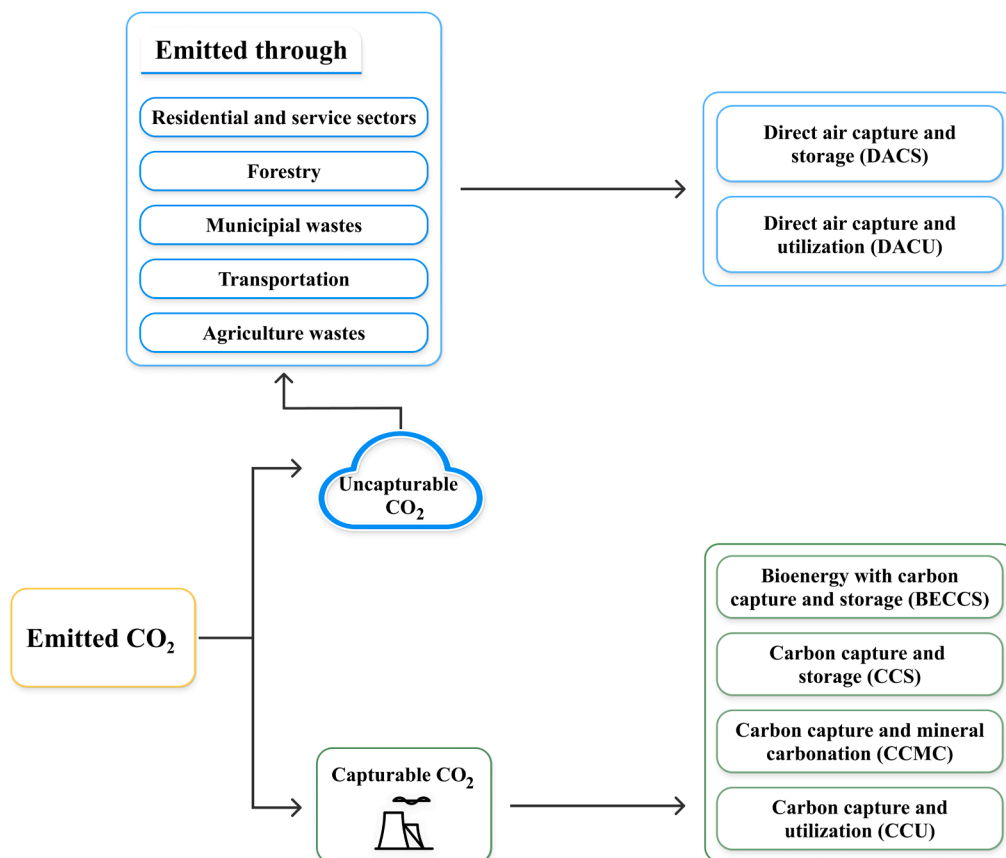 Emitted through
Residential and service sectors
Forestry
Municipial wastes
Transportation
Agriculture wastes
Direct air capture and
storage (DACS)
Direct air capture and
utilization (DACU)
Uncapturable
CO₂
Emitted CO₂
Capturable CO₂
Bioenergy with carbon
capture and storage (BECCS)
Carbon capture and
storage (CCS)
Carbon capture and mineral
carbonation (CCMC)
Carbon capture and
utilization (CCU)